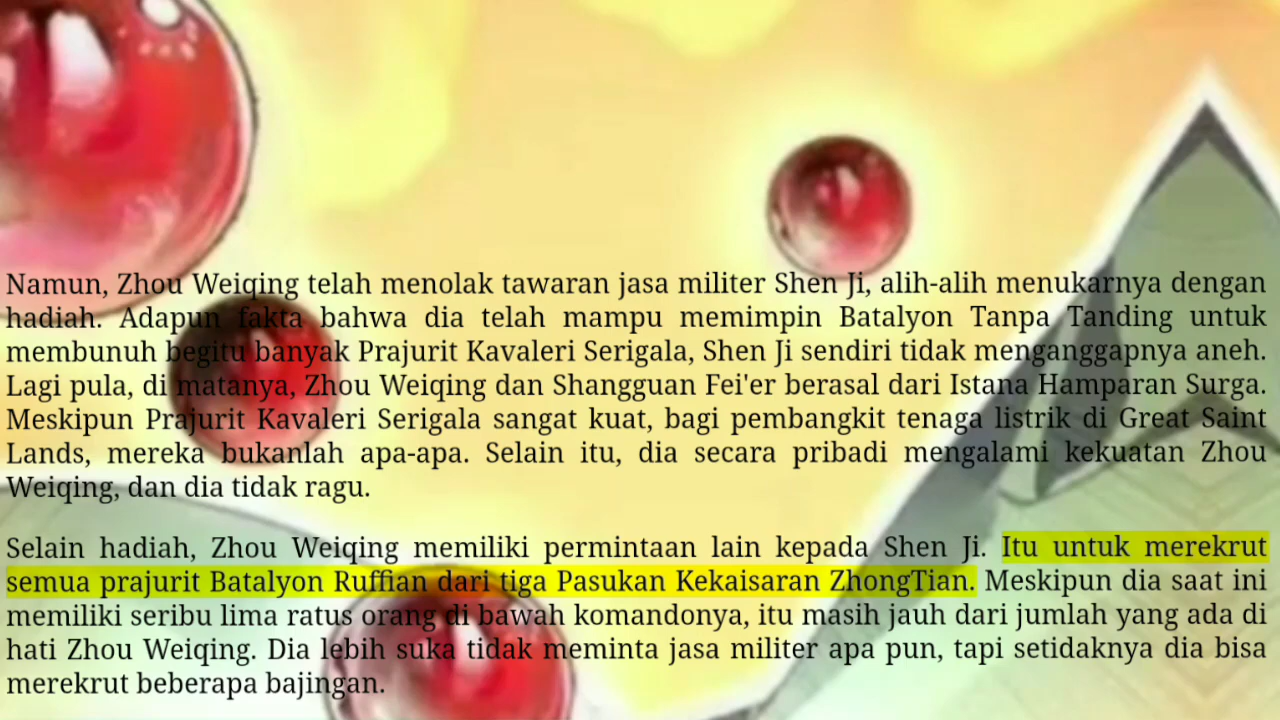 Namun, Zhou Weiqing telah menolak tawaran jasa militer Shen Ji, alih-alih menukarnya dengan
hadiah. Adapun fakta bahwa dia telah mampu memimpin Batalyon Tanpa Tanding untuk
membunuh begitu banyak Prajurit Kavaleri Serigala, Shen Ji sendiri tidak menganggapnya aneh.
Lagi pula, di matanya, Zhou Weiqing dan Shangguan Fei'er berasal dari Istana Hamparan Surga.
Meskipun Prajurit Kavaleri Serigala sangat kuat, bagi pembangkit tenaga listrik di Great Saint
Lands, mereka bukanlah apa-apa. Selain itu, dia secara pribadi mengalami kekuatan Zhou
Weiqing, dan dia tidak ragu.
Selain hadiah, Zhou Weiqing memiliki permintaan lain kepada Shen Ji. Itu untuk merekrut
semua prajurit Batalyon Ruffian dari tiga Pasukan Kekaisaran ZhongTian. Meskipun dia saat ini
memiliki seribu lima ratus orang di bawah komandonya, itu masih jauh dari jumlah yang ada di
hati Zhou Weiqing. Dia lebih suka tidak meminta jasa militer apa pun, tapi setidaknya dia bisa
merekrut beberapa bajingan.